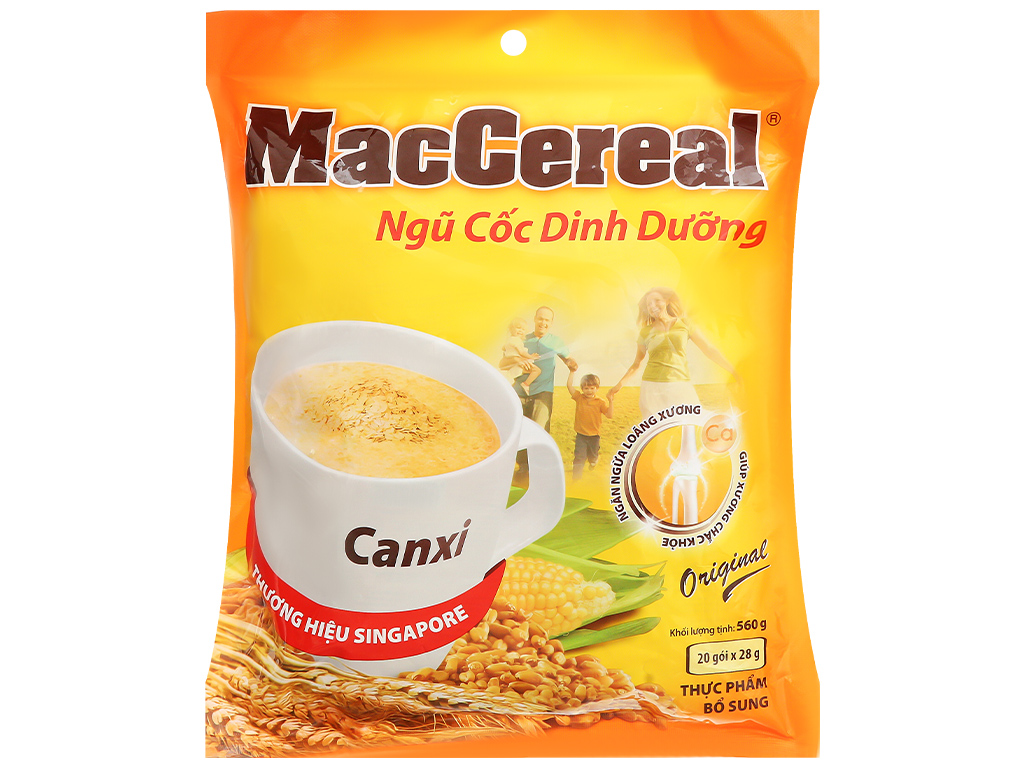 MacCereal®
Ngũ Cốc Dinh Dưỡng
NGĂN NGỪA LOÃNG XƯƠNG
Ca
GIÚP XƯƠNG CHẮC KHỎE
Canxi
THƯƠNG HIỆU SINGAPORE
Original
Khối lượng tịnh: 560 g
20 gói x 28 g
THỰC PHẨM
BỔ SUNG